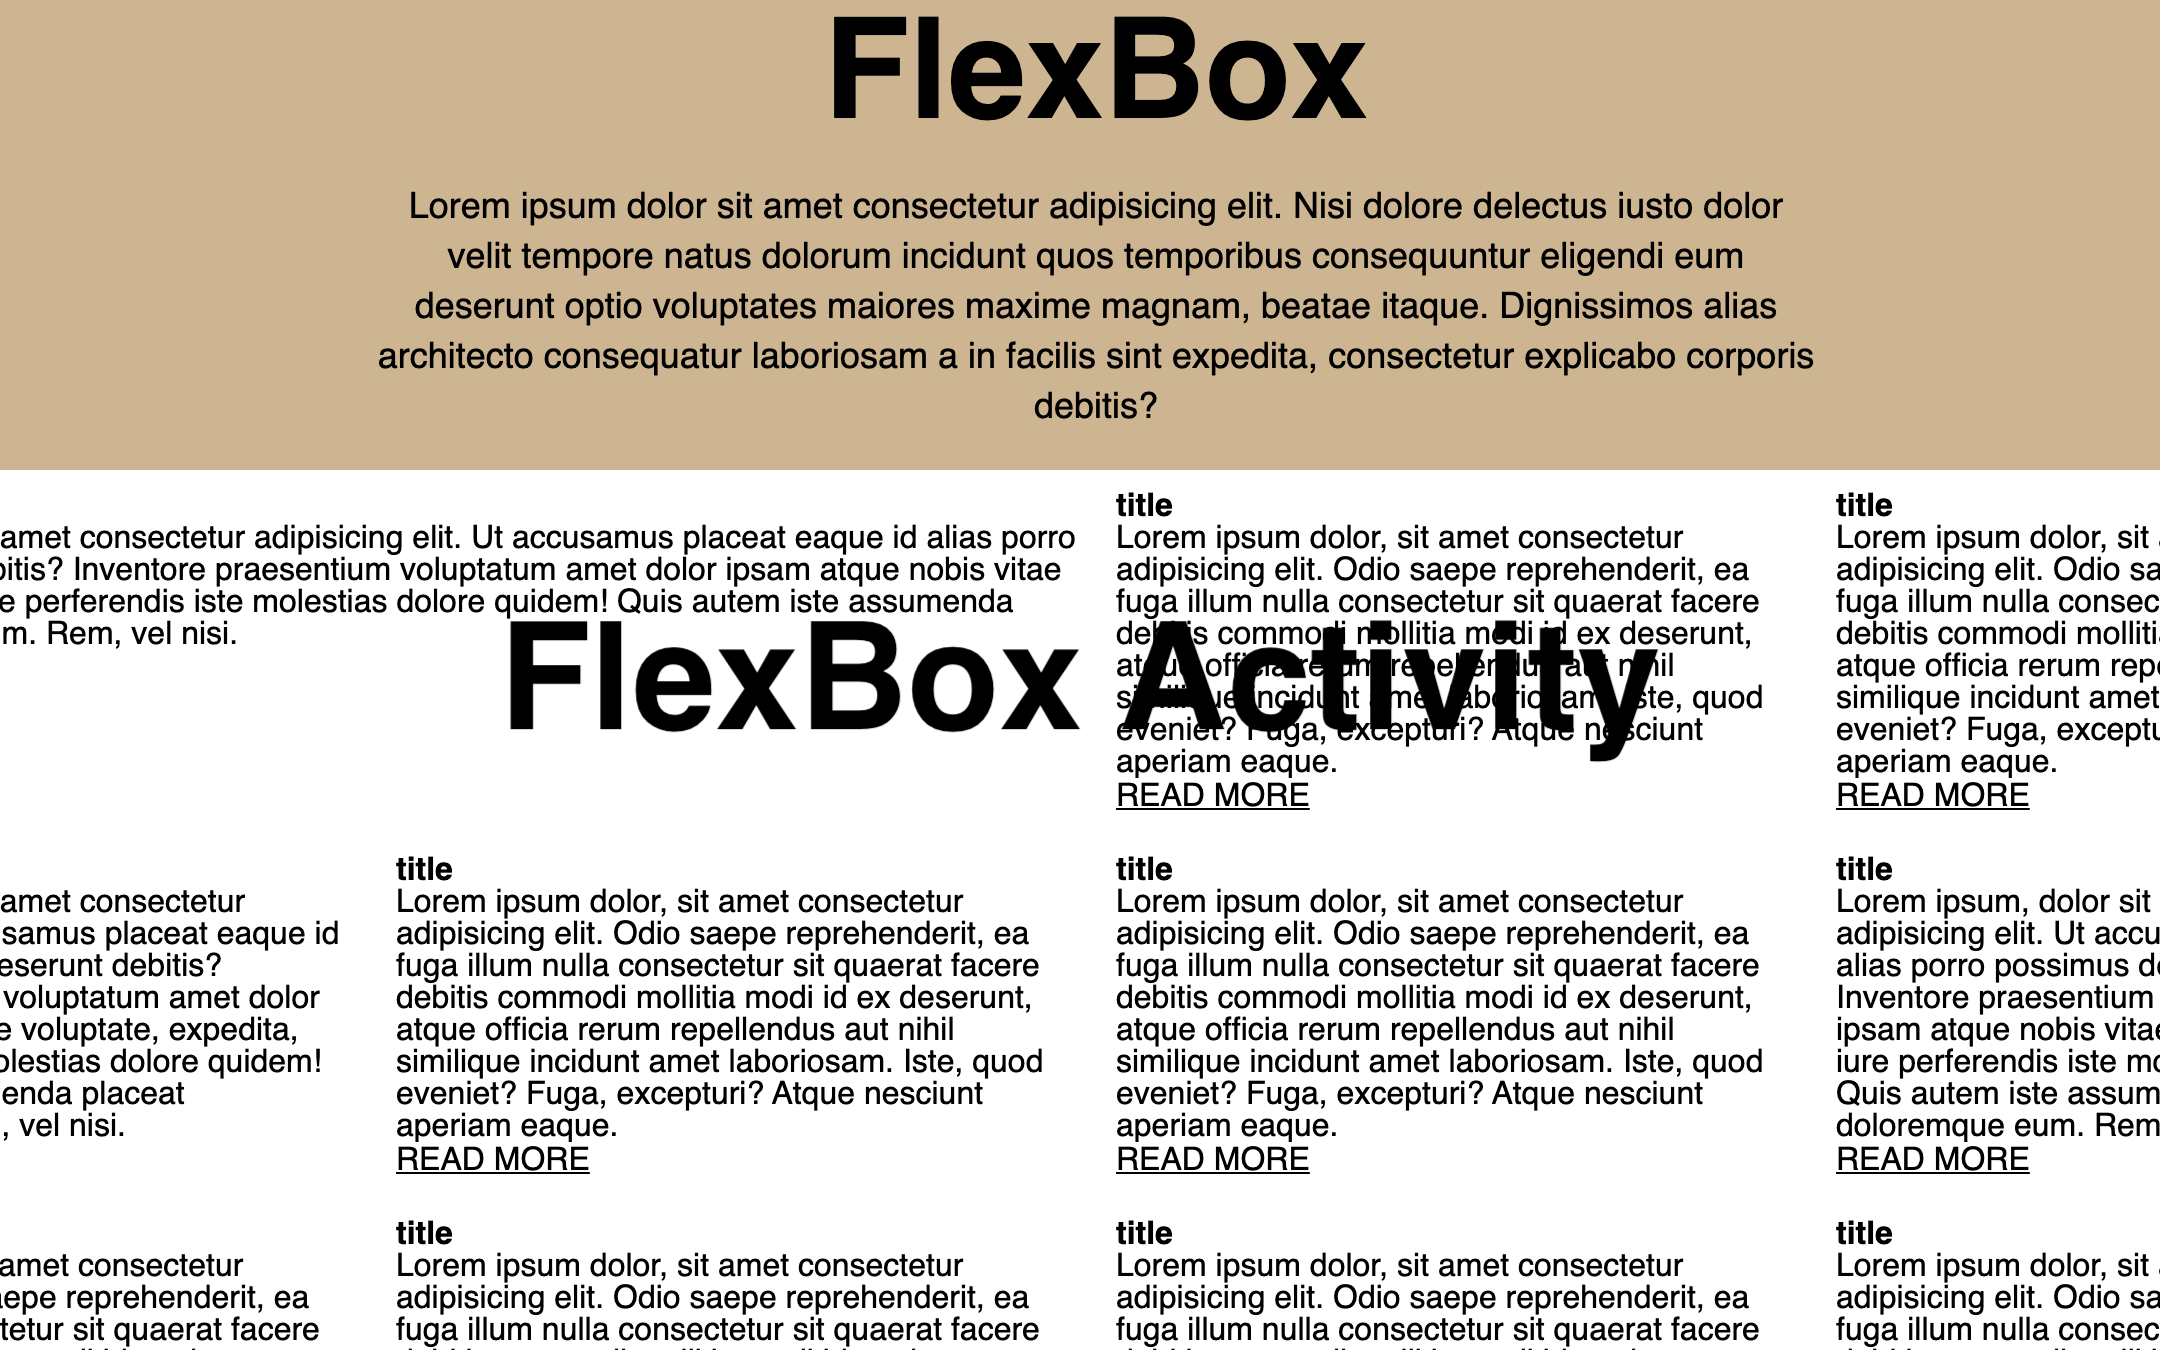 FlexBox
Lorem ipsum dolor sit amet consectetur adipisicing elit. Nisi dolore delectus iusto dolor
velit tempore natus dolorum incidunt quos temporibus consequuntur eligendi eum
deserunt optio voluptates maiores maxime magnam, beatae itaque. Dignissimos alias
architecto consequatur laboriosam a in facilis sint expedita, consectetur explicabo corporis
debitis?
amet consectetur adipisicing elit. Ut accusamus placeat eaque id alias porro
bitis? Inventore praesentium voluptatum amet dolor ipsam atque nobis vitae
e perferendis iste molestias dolore quidem! Quis autem iste assumenda
m. Rem, vel nisi.
FlexBox Activity
title
Lorem ipsum dolor, sit amet consectetur
adipisicing elit. Odio saepe reprehenderit, ea
fuga illum nulla consectetur sit quaerat facere
debitis commodi mollitia modi id ex deserunt,
atque officia rerum repellendus aut nihil
similique incidunt amet laboriosam. Iste, quod
eveniet? Fuga, excepturi? Atque nesciunt
aperiam eaque.
READ MORE
title
Lorem ipsum dolor, sit
adipisicing elit. Odio sa
fuga illum nulla consec
debitis commodi molliti
atque officia rerum repe
similique incidunt amet
eveniet? Fuga, exceptu
aperiam eaque.
READ MORE
amet consectetur
samus placeat eaque id
eserunt debitis?
voluptatum amet dolor
e voluptate, expedita,
olestias dolore quidem!
enda placeat
, vel nisi.
title
Lorem ipsum dolor, sit amet consectetur
adipisicing elit. Odio saepe reprehenderit, ea
fuga illum nulla consectetur sit quaerat facere
debitis commodi mollitia modi id ex deserunt,
atque officia rerum repellendus aut nihil
similique incidunt amet laboriosam. Iste, quod
eveniet? Fuga, excepturi? Atque nesciunt
aperiam eaque.
READ MORE
title
Lorem ipsum dolor, sit amet consectetur
adipisicing elit. Odio saepe reprehenderit, ea
fuga illum nulla consectetur sit quaerat facere
debitis commodi mollitia modi id ex deserunt,
atque officia rerum repellendus aut nihil
similique incidunt amet laboriosam. Iste, quod
eveniet? Fuga, excepturi? Atque nesciunt
aperiam eaque.
READ MORE
title
Lorem ipsum, dolor sit
adipisicing elit. Ut accu
alias porro possimus de
Inventore praesentium
ipsam atque nobis vitae
iure perferendis iste mo
Quis autem iste assum
doloremque eum. Rem
READ MORE
amet consectetur
aepe reprehenderit, ea
tetur sit quaerat facere
title
Lorem ipsum dolor, sit amet consectetur
adipisicing elit. Odio saepe reprehenderit, ea
fuga illum nulla consectetur sit quaerat facere
title
Lorem ipsum dolor, sit amet consectetur
adipisicing elit. Odio saepe reprehenderit, ea
fuga illum nulla consectetur sit quaerat facere
title
Lorem ipsum dolor, sit
adipisicing elit. Odio sa
fuga illum nulla consec